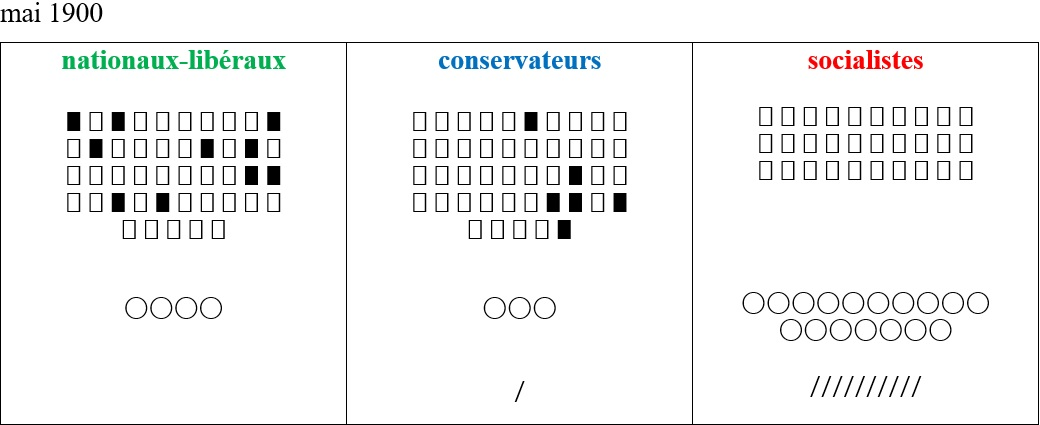 mai 1900
nationaux-libéraux
conservateurs
socialistes
/
//////////